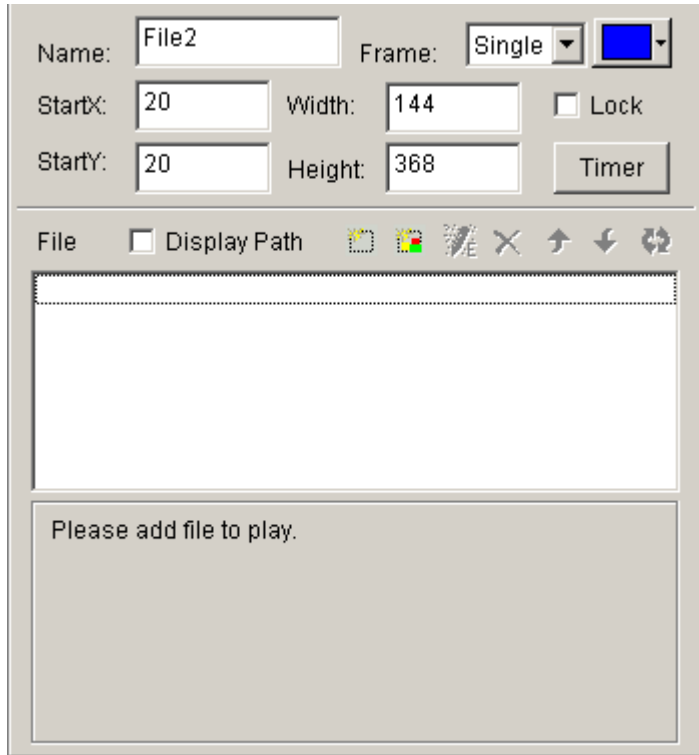 Name: File2 Frame: Single
StartX: 20 Width: 144 Lock
StartY: 20 Height: 368 Timer
File Display Path
Please add file to play.